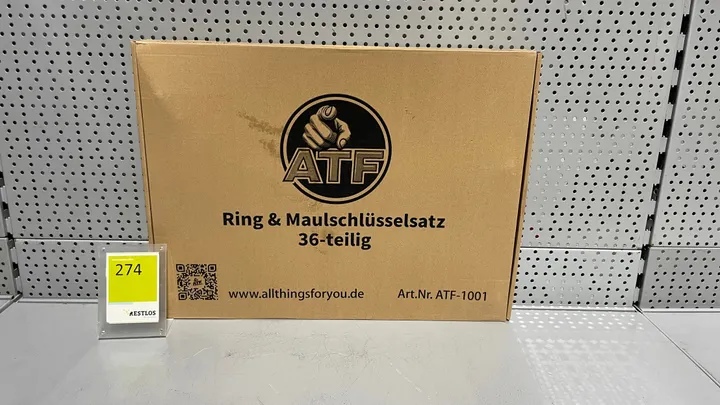 ATF
Ring & Maulschlüsselsatz
36-teilig
www.allthingsforyou.de
Art.Nr. ATF-1001
274
RESTLOS